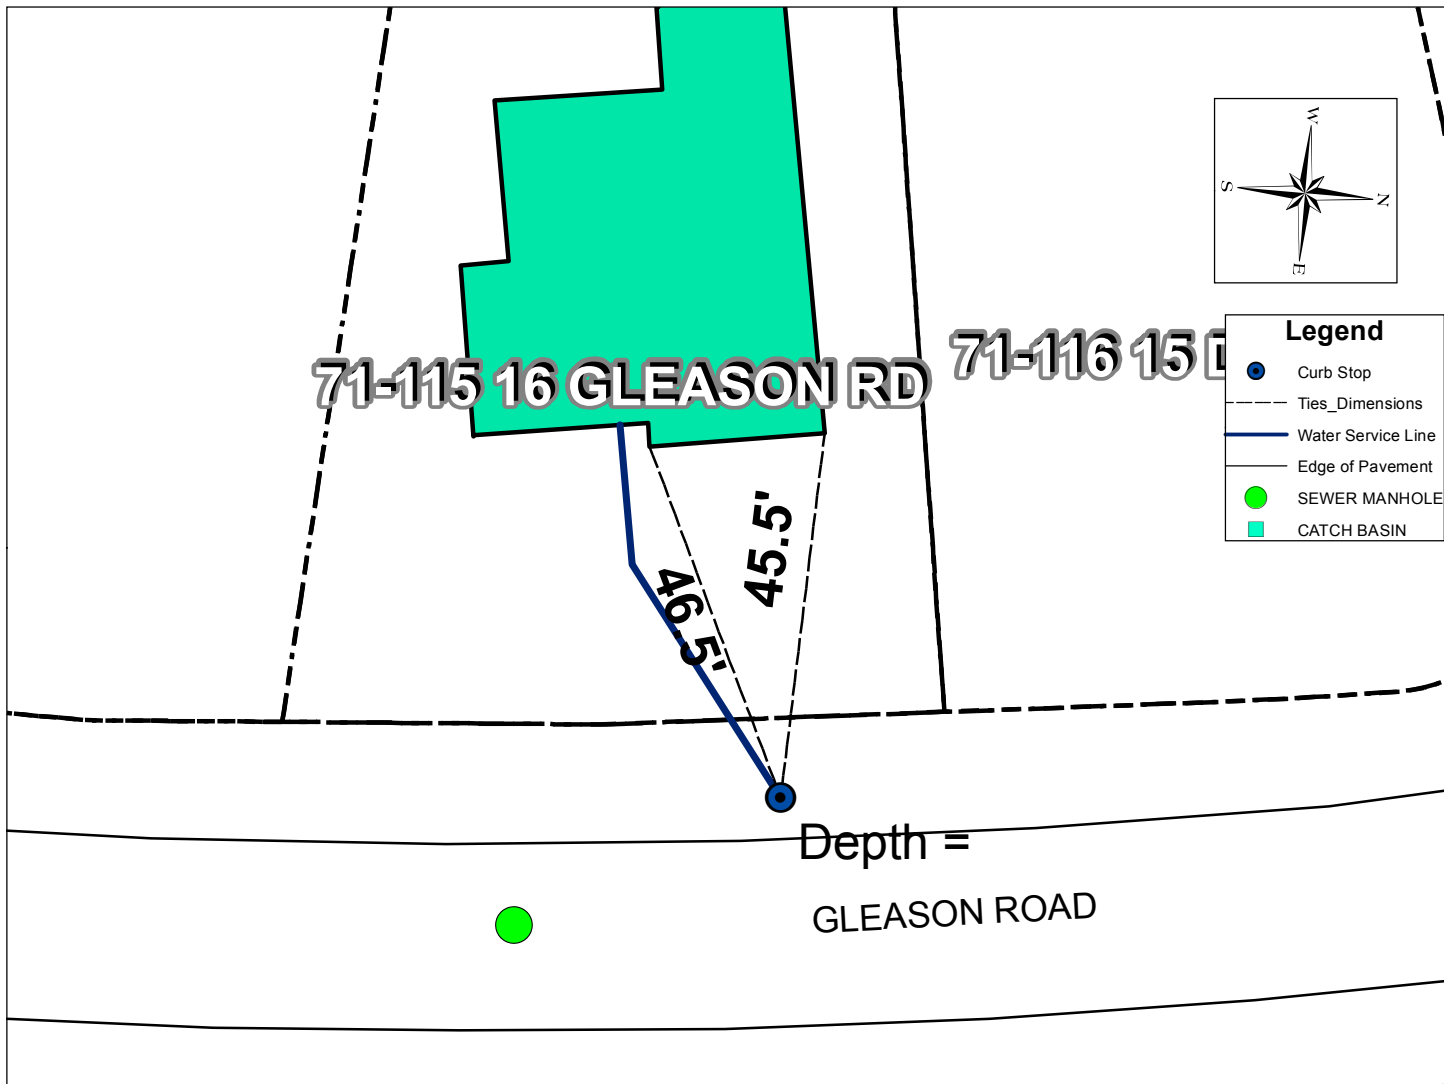 W
S
N
E
71-115 16 GLEASON RD
71-116 15 D
Legend
Curb Stop
Ties_Dimensions
Water Service Line
Edge of Pavement
SEWER MANHOLE
CATCH BASIN
45.5'
46.5'
Depth =
GLEASON ROAD